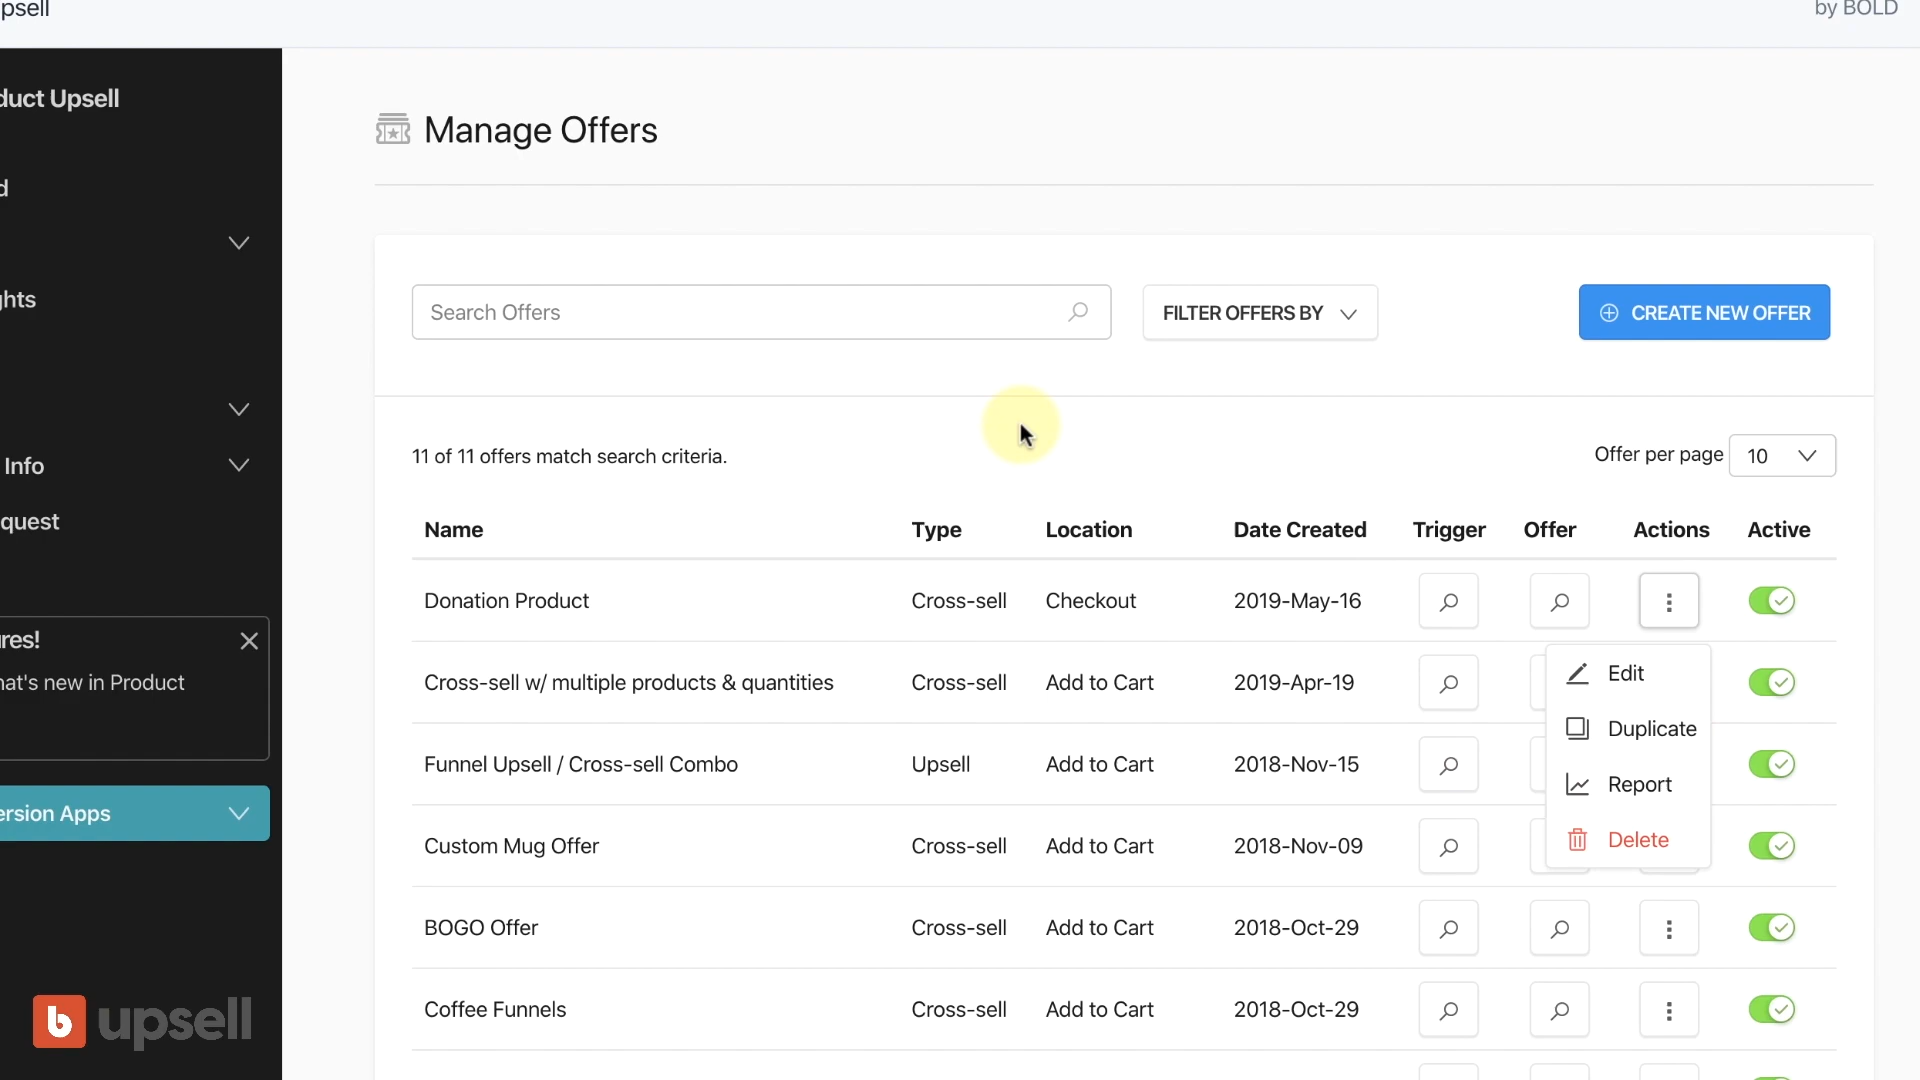 psell
by BOLD
duct Upsell
d
ghts
Info
quest
res!
hat's new in Product
ersion Apps
b upsell
Manage Offers
Search Offers
FILTER OFFERS BY
CREATE NEW OFFER
11 of 11 offers match search criteria.
Offer per page 10
Name Type Location Date Created Trigger Offer Actions Active
Donation Product Cross-sell Checkout 2019-May-16
Cross-sell w/ multiple products & quantities Cross-sell Add to Cart 2019-Apr-19
Funnel Upsell / Cross-sell Combo Upsell Add to Cart 2018-Nov-15
Custom Mug Offer Cross-sell Add to Cart 2018-Nov-09
BOGO Offer Cross-sell Add to Cart 2018-Oct-29
Coffee Funnels Cross-sell Add to Cart 2018-Oct-29
Edit
Duplicate
Report
Delete